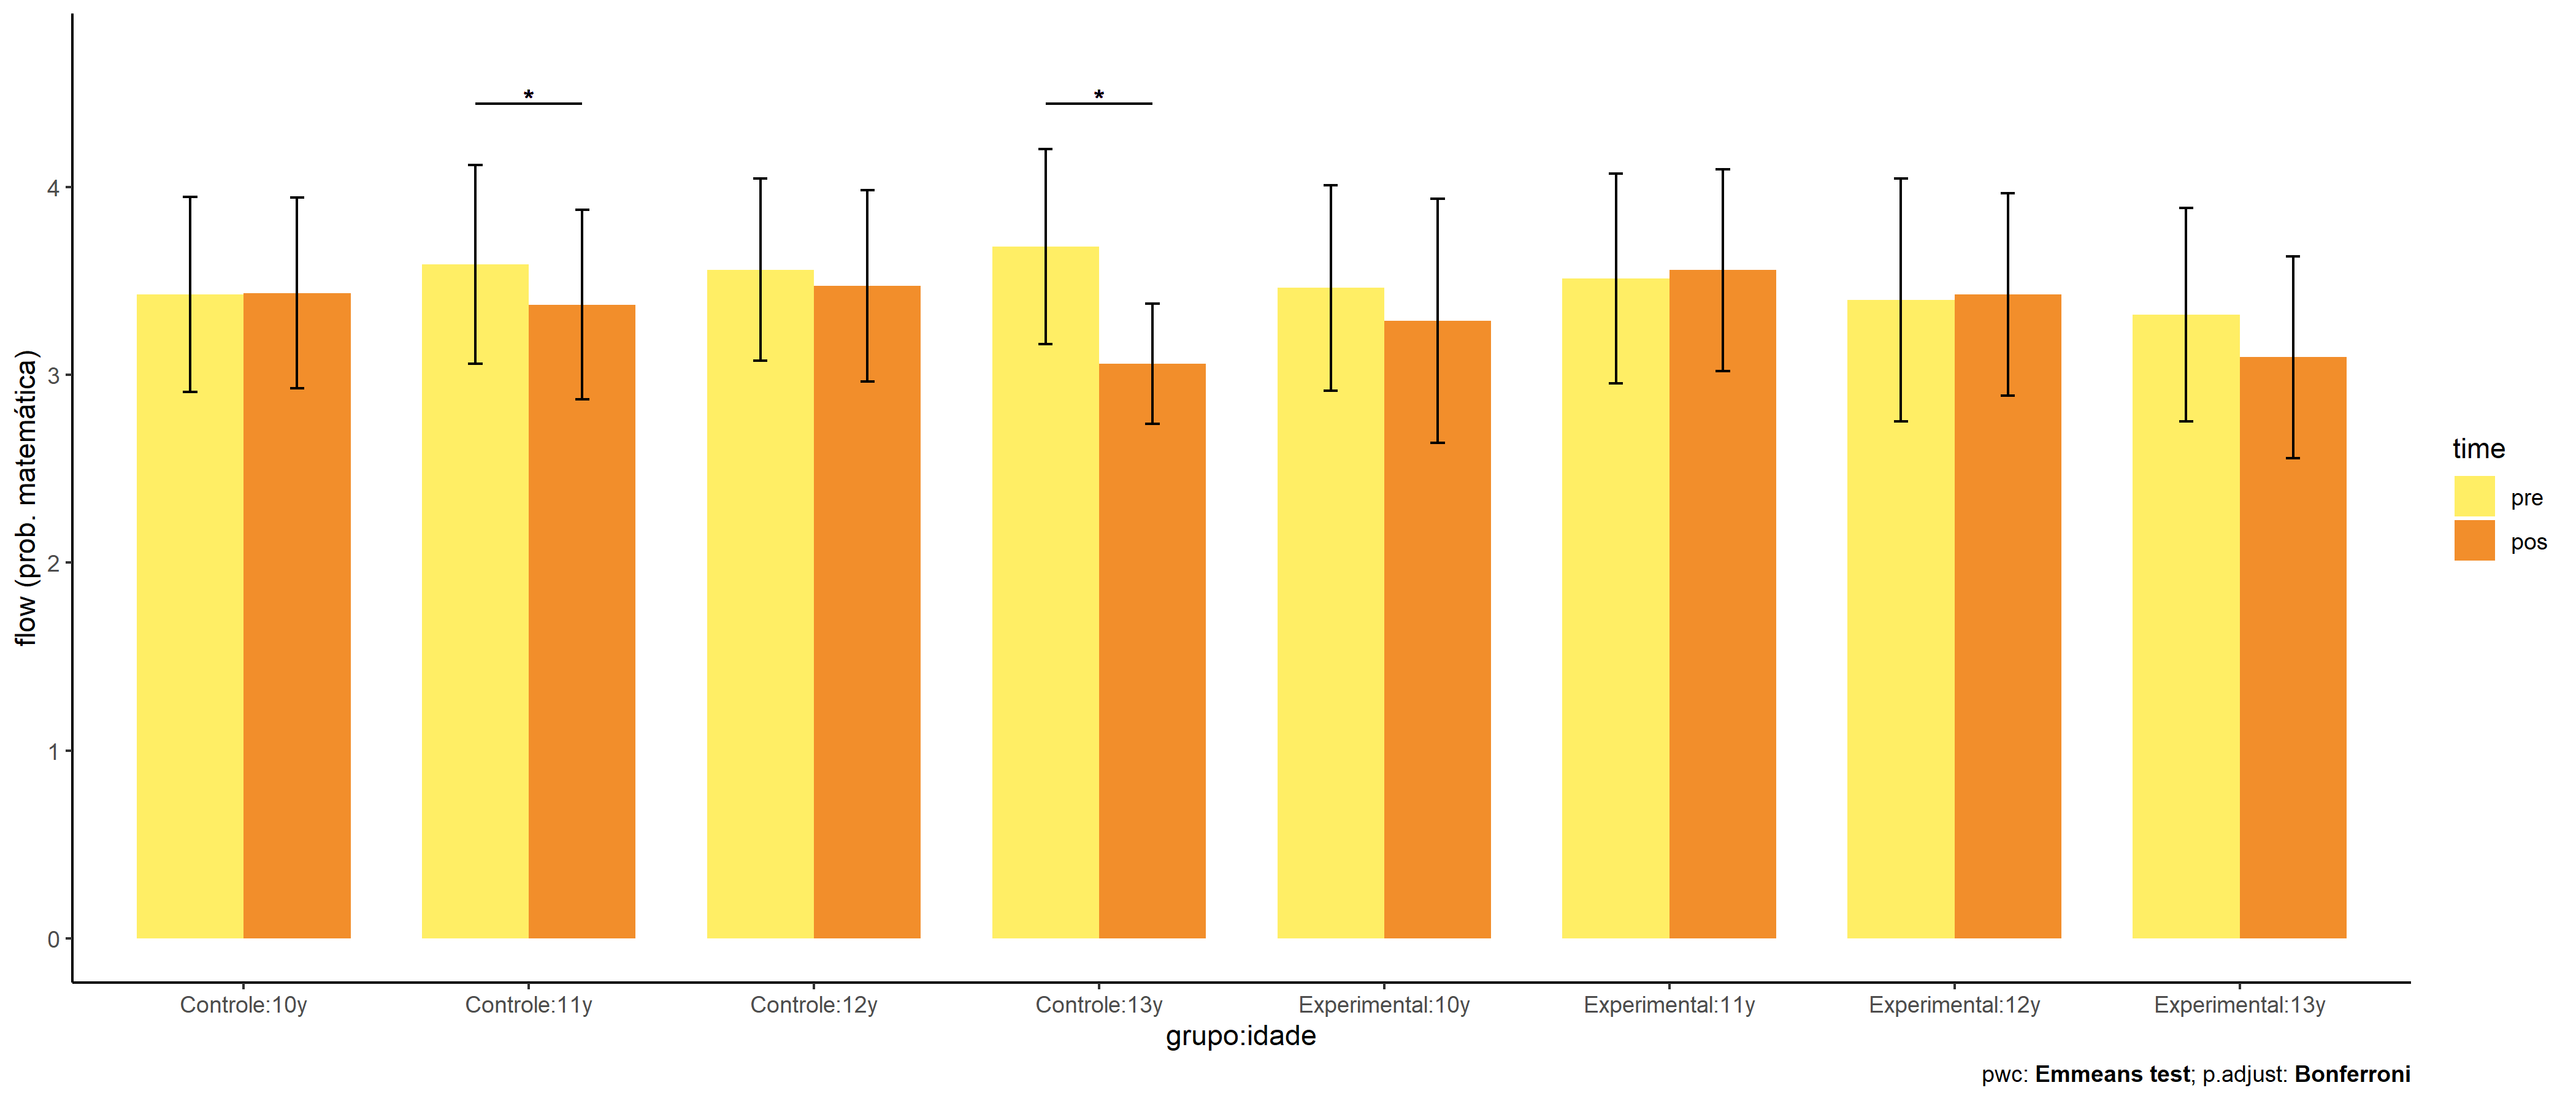 *
*
4
3
2
1
0
flow (prob. matemática)
Controle:10y
Controle:11y
Controle:12y
Controle:13y
Experimental:10y
Experimental:11y
Experimental:12y
Experimental:13y
grupo:idade
time
pre
pos
pwc: Emmeans test; p.adjust: Bonferroni